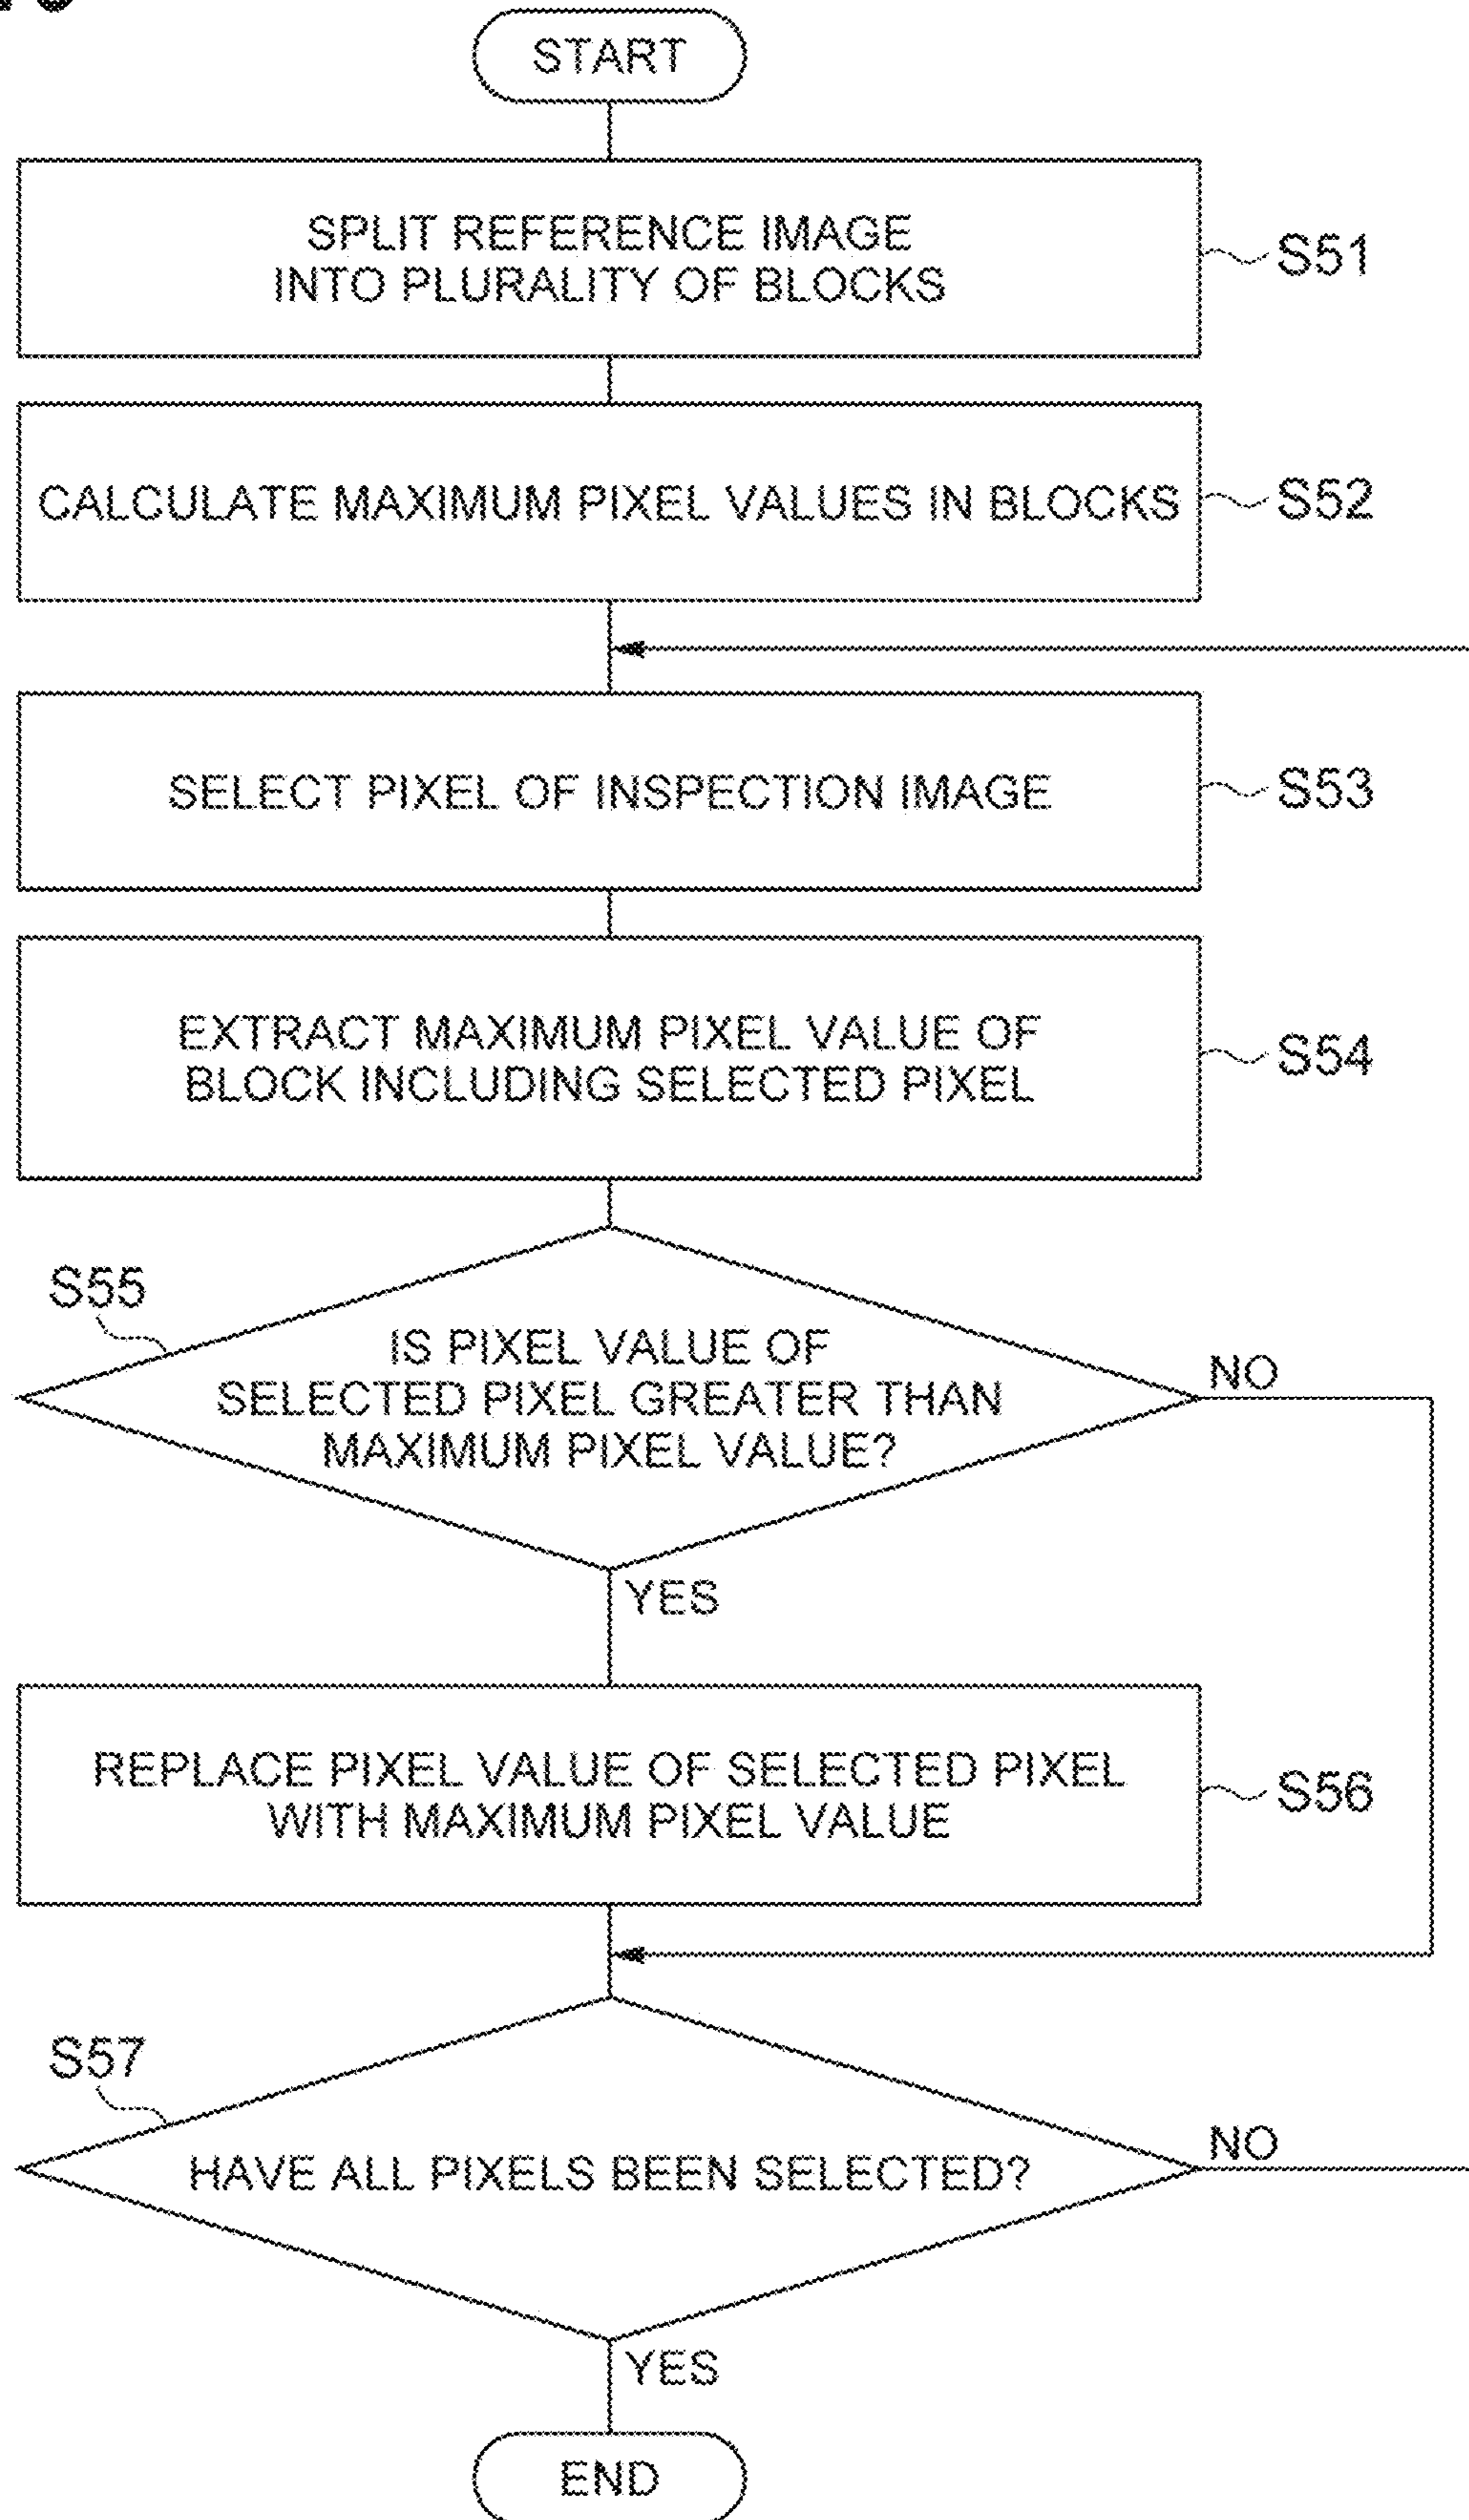 START
SPLIT REFERENCE IMAGE
INTO PLURALITY OF BLOCKS
S51
CALCULATE MAXIMUM PIXEL VALUES IN BLOCKS
S52
SELECT PIXEL OF INSPECTION IMAGE
S53
EXTRACT MAXIMUM PIXEL VALUE OF
BLOCK INCLUDING SELECTED PIXEL
S54
S55
IS PIXEL VALUE OF
SELECTED PIXEL GREATER THAN
MAXIMUM PIXEL VALUE?
NO
YES
REPLACE PIXEL VALUE OF SELECTED PIXEL
WITH MAXIMUM PIXEL VALUE
S56
S57
HAVE ALL PIXELS BEEN SELECTED?
NO
YES
END